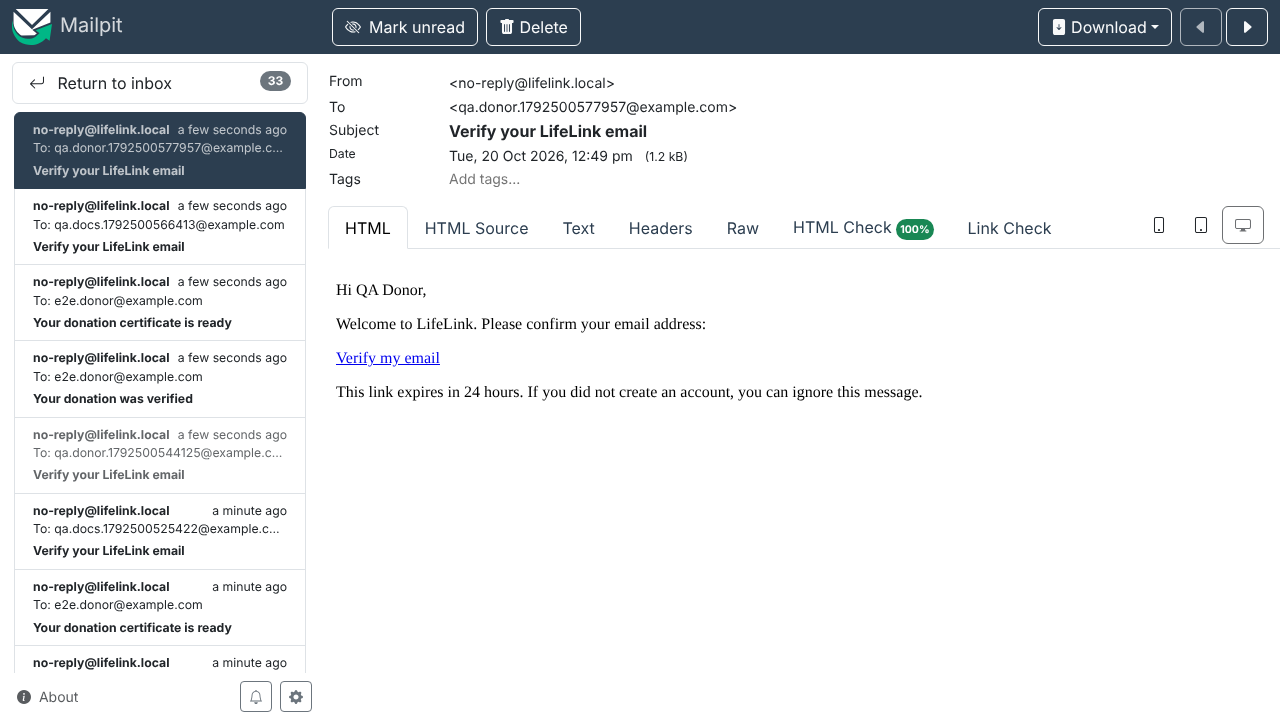 Mailpit
Mark unread
Delete
Download
Return to inbox 33
no-reply@lifelink.local a few seconds ago
To: qa.donor.1792500577957@example.c...
Verify your LifeLink email
no-reply@lifelink.local a few seconds ago
To: qa.docs.1792500566413@example.com
Verify your LifeLink email
no-reply@lifelink.local a few seconds ago
To: e2e.donor@example.com
Your donation certificate is ready
no-reply@lifelink.local a few seconds ago
To: e2e.donor@example.com
Your donation was verified
no-reply@lifelink.local a few seconds ago
To: qa.donor.1792500544125@example.c...
Verify your LifeLink email
no-reply@lifelink.local a minute ago
To: qa.docs.1792500525422@example.c...
Verify your LifeLink email
no-reply@lifelink.local a minute ago
To: e2e.donor@example.com
Your donation certificate is ready
no-reply@lifelink.local a minute ago
About
From <no-reply@lifelink.local>
To <qa.donor.1792500577957@example.com>
Subject Verify your LifeLink email
Date Tue, 20 Oct 2026, 12:49 pm (1.2 kB)
Tags Add tags...
HTML HTML Source Text Headers Raw HTML Check 100% Link Check
Hi QA Donor,
Welcome to LifeLink. Please confirm your email address:
Verify my email
This link expires in 24 hours. If you did not create an account, you can ignore this message.